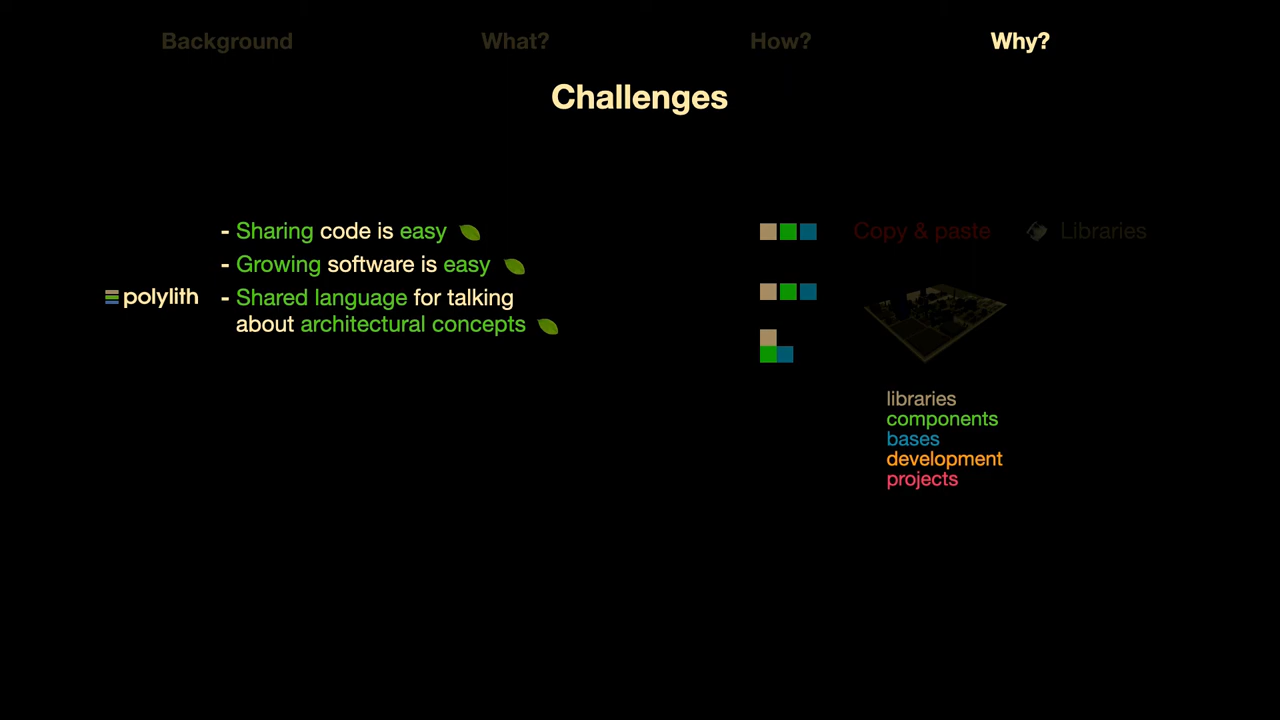 Background What? How? Why?
Challenges
- Sharing code is easy
Copy & paste Libraries
- Growing software is easy
polylith
- Shared language for talking
about architectural concepts
libraries
components
bases
development
projects